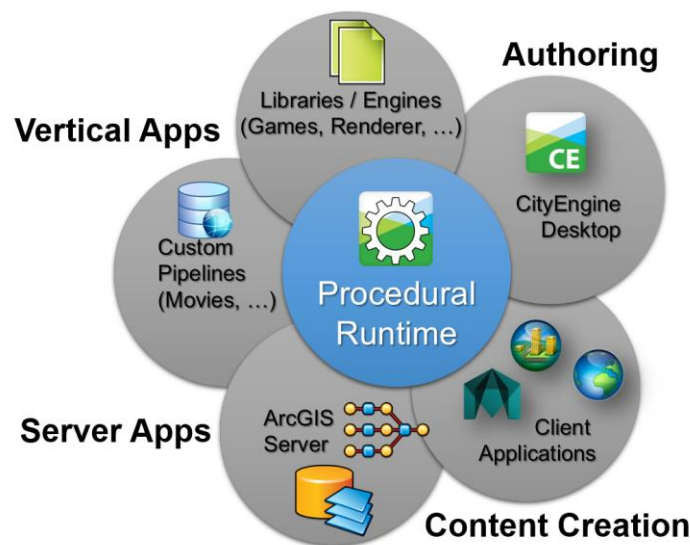 Authoring
Libraries / Engines
(Games, Renderer, …)
Vertical Apps
CE
CityEngine
Desktop
Custom
Pipelines
(Movies, …)
Procedural
Runtime
ArcGIS
Server
Server Apps
Client
Applications
Content Creation